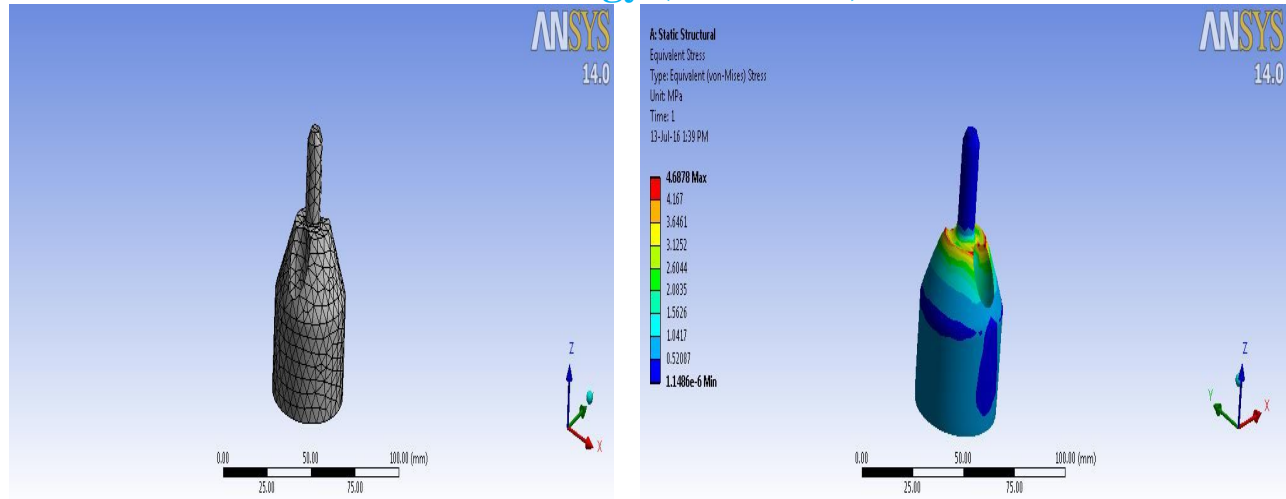 ANSYS
14.0
Z
X
0.00 50.00 100.00 (mm)
25.00 75.00
A: Static Structural
Equivalent Stress
Type: Equivalent (von-Mises) Stress
Unit: MPa
Time: 1
13-Jul-16 1:39 PM
4.6878 Max
4.167
3.6461
3.1252
2.6044
2.0835
1.5626
1.0417
0.52087
1.1486e-6 Min
ANSYS
14.0
Z
Y X
0.00 50.00 100.00 (mm)
25.00 75.00